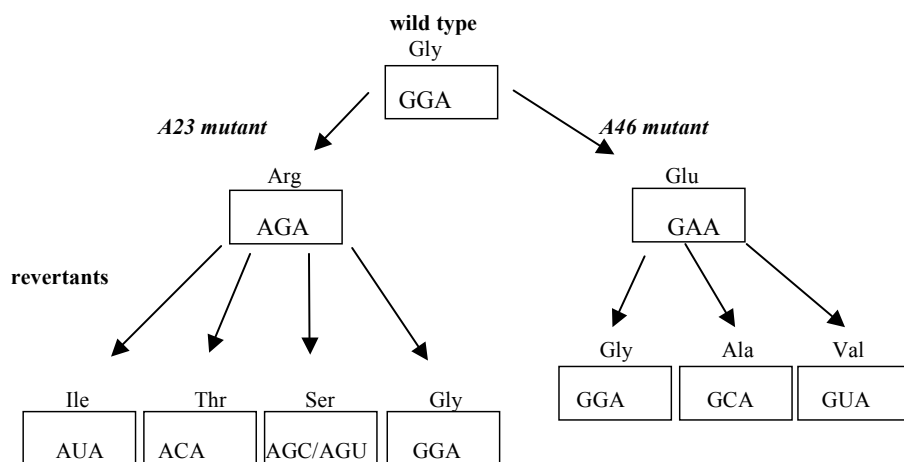 wild type
Gly
GGA
A23 mutant A46 mutant
Arg Glu
AGA GAA
revertants
Gly Ala Val
GGA GCA GUA
Ile Thr Ser Gly
AUA ACA AGC/AGU GGA